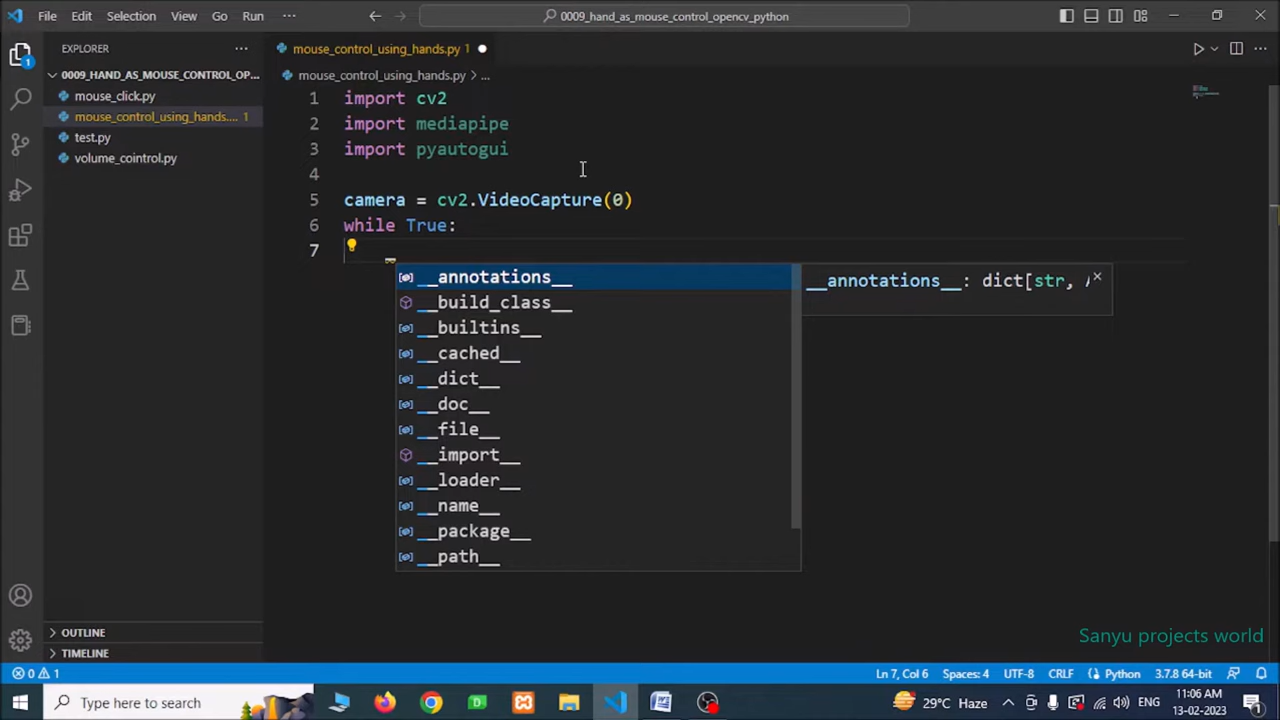 File Edit Selection View Go Run ··· 0009_hand_as_mouse_control_opencv_python
EXPLORER ···
0009_HAND_AS_MOUSE_CONTROL_OP...
mouse_click.py
mouse_control_using_hands.... 1
test.py
volume_cointrol.py
OUTLINE
TIMELINE
mouse_control_using_hands.py 1
mouse_control_using_hands.py > ...
1 import cv2
2 import mediapipe
3 import pyautogui
4
5 camera = cv2.VideoCapture(0)
6 while True:
7 _
__annotations__
__build_class__
__builtins__
__cached__
__dict__
__doc__
__file__
__import__
__loader__
__name__
__package__
__path__
__annotations__: dict[str, A
Sanyu projects world
0 1 Ln 7, Col 6 Spaces: 4 UTF-8 CRLF Python 3.7.8 64-bit
Type here to search 29°C Haze ENG 11:06 AM
13-02-2023 1